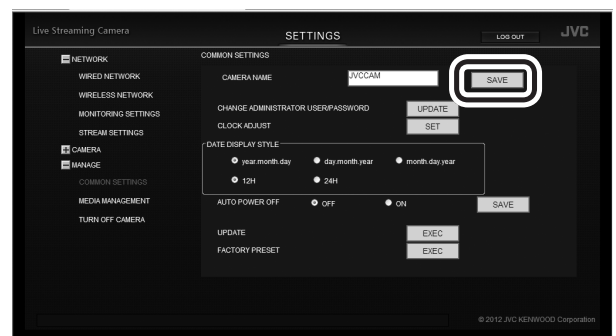 Live Streaming Camera
SETTINGS
LOG OUT
JVC
NETWORK
WIRED NETWORK
WIRELESS NETWORK
MONITORING SETTINGS
STREAM SETTINGS
CAMERA
MANAGE
COMMON SETTINGS
MEDIA MANAGEMENT
TURN OFF CAMERA
COMMON SETTINGS
CAMERA NAME JVCCAM SAVE
CHANGE ADMINISTRATOR USER/PASSWORD UPDATE
CLOCK ADJUST SET
DATE DISPLAY STYLE
year.month.day day.month.year month.day.year
12H 24H
AUTO POWER OFF OFF ON SAVE
UPDATE EXEC
FACTORY PRESET EXEC
© 2012 JVC KENWOOD Corporation